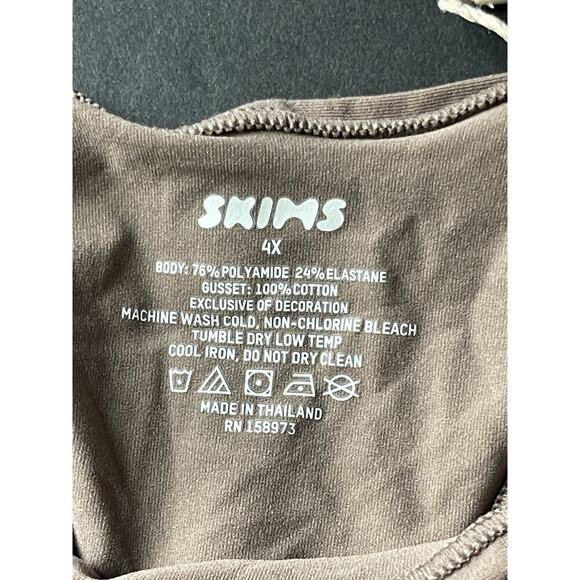 SKIMS
4X
BODY: 76% POLYAMIDE 24% ELASTANE
GUSSET: 100% COTTON
EXCLUSIVE OF DECORATION
MACHINE WASH COLD, NON-CHLORINE BLEACH
TUMBLE DRY LOW TEMP
COOL IRON, DO NOT DRY CLEAN
MADE IN THAILAND
RN 158973